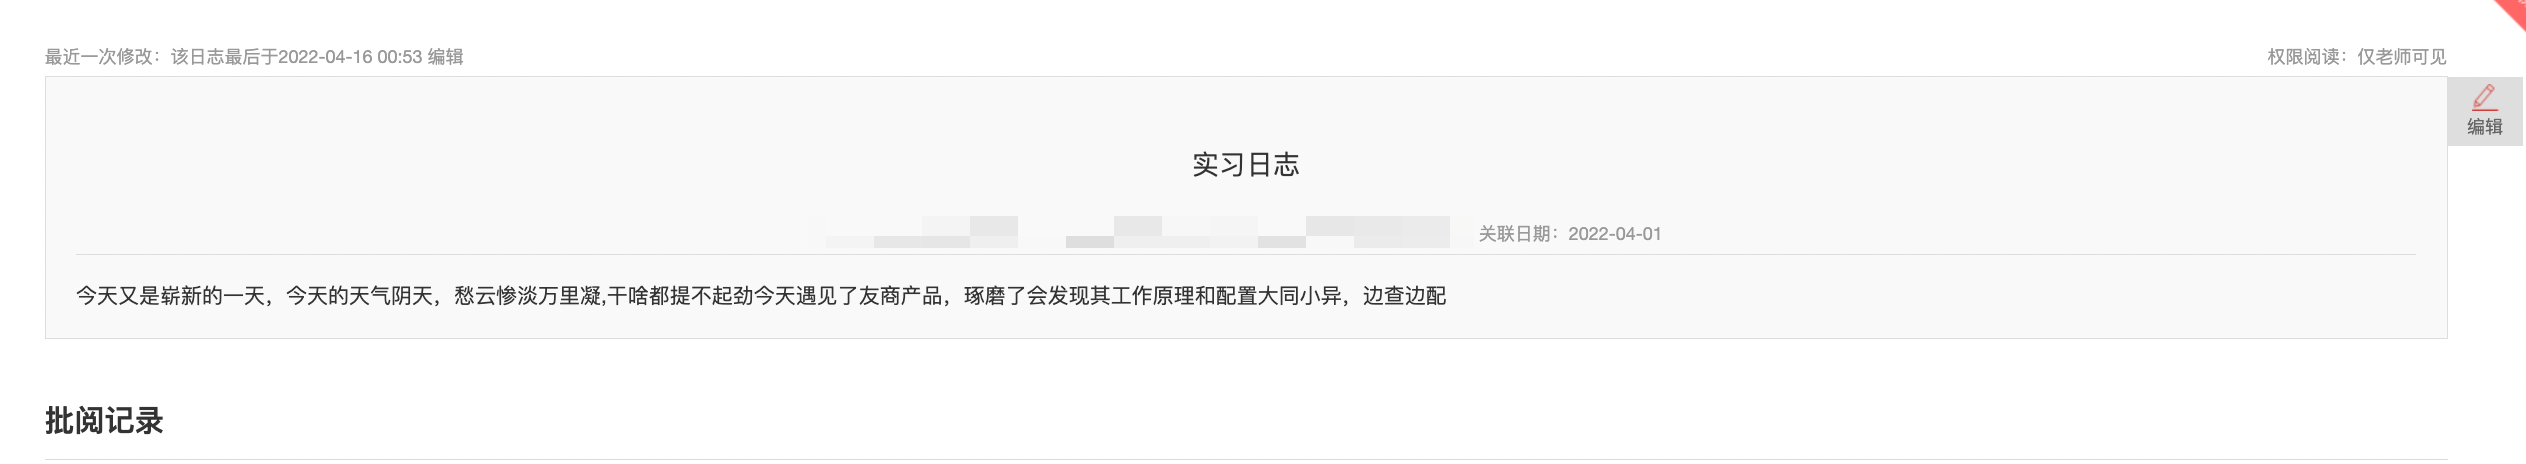 最近一次修改：该日志最后于2022-04-16 00:53 编辑
权限阅读：仅老师可见
编辑
实习日志
关联日期：2022-04-01
今天又是崭新的一天，今天的天气阴天，愁云惨淡万里凝,干啥都提不起劲今天遇见了友商产品，琢磨了会发现其工作原理和配置大同小异，边查边配
批阅记录